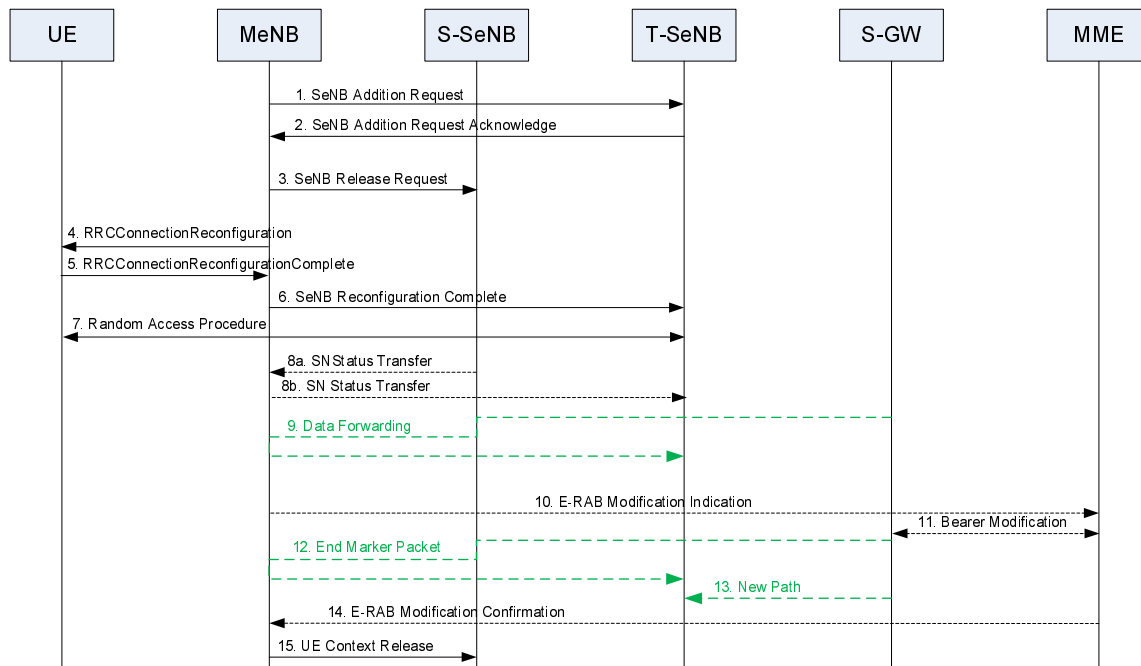 UE
MeNB
S-SeNB
T-SeNB
S-GW
MME
1. SeNB Addition Request
2. SeNB Addition Request Acknowledge
3. SeNB Release Request
4. RRCConnectionReconfiguration
5. RRCConnectionReconfigurationComplete
6. SeNB Reconfiguration Complete
7. Random Access Procedure
8a. SNStatus Transfer
8b. SN Status Transfer
9. Data Forwarding
10. E-RAB Modification Indication
11. Bearer Modification
12. End Marker Packet
13. New Path
14. E-RAB Modification Confirmation
15. UE Context Release